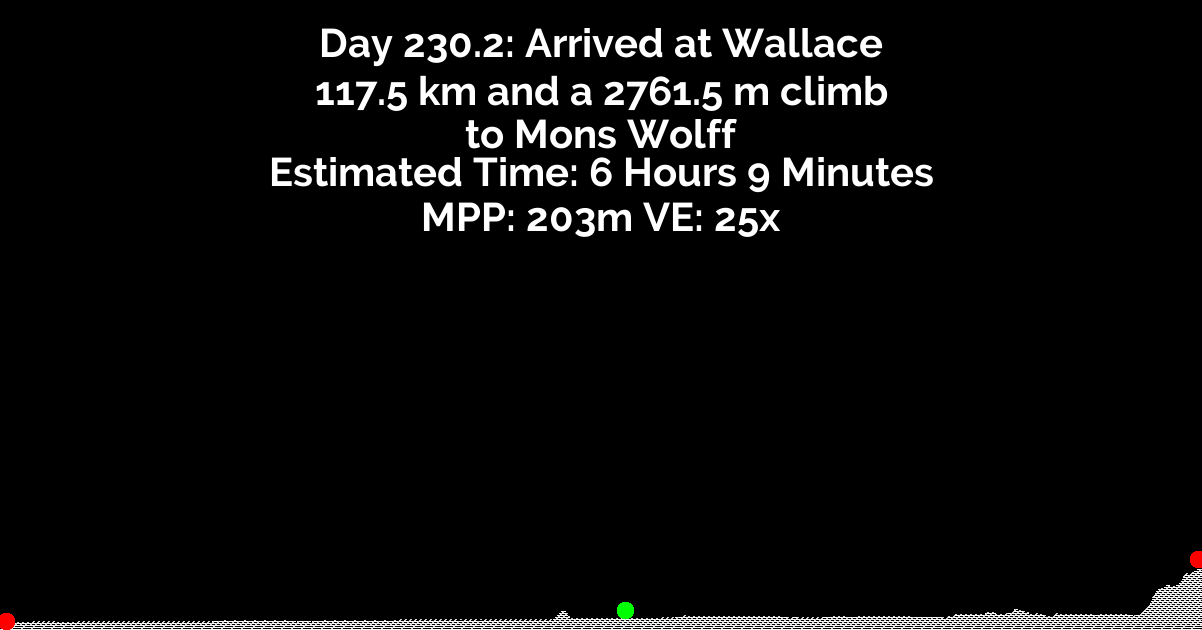 Day 230.2: Arrived at Wallace
117.5 km and a 2761.5 m climb
to Mons Wolff
Estimated Time: 6 Hours 9 Minutes
MPP: 203m VE: 25x